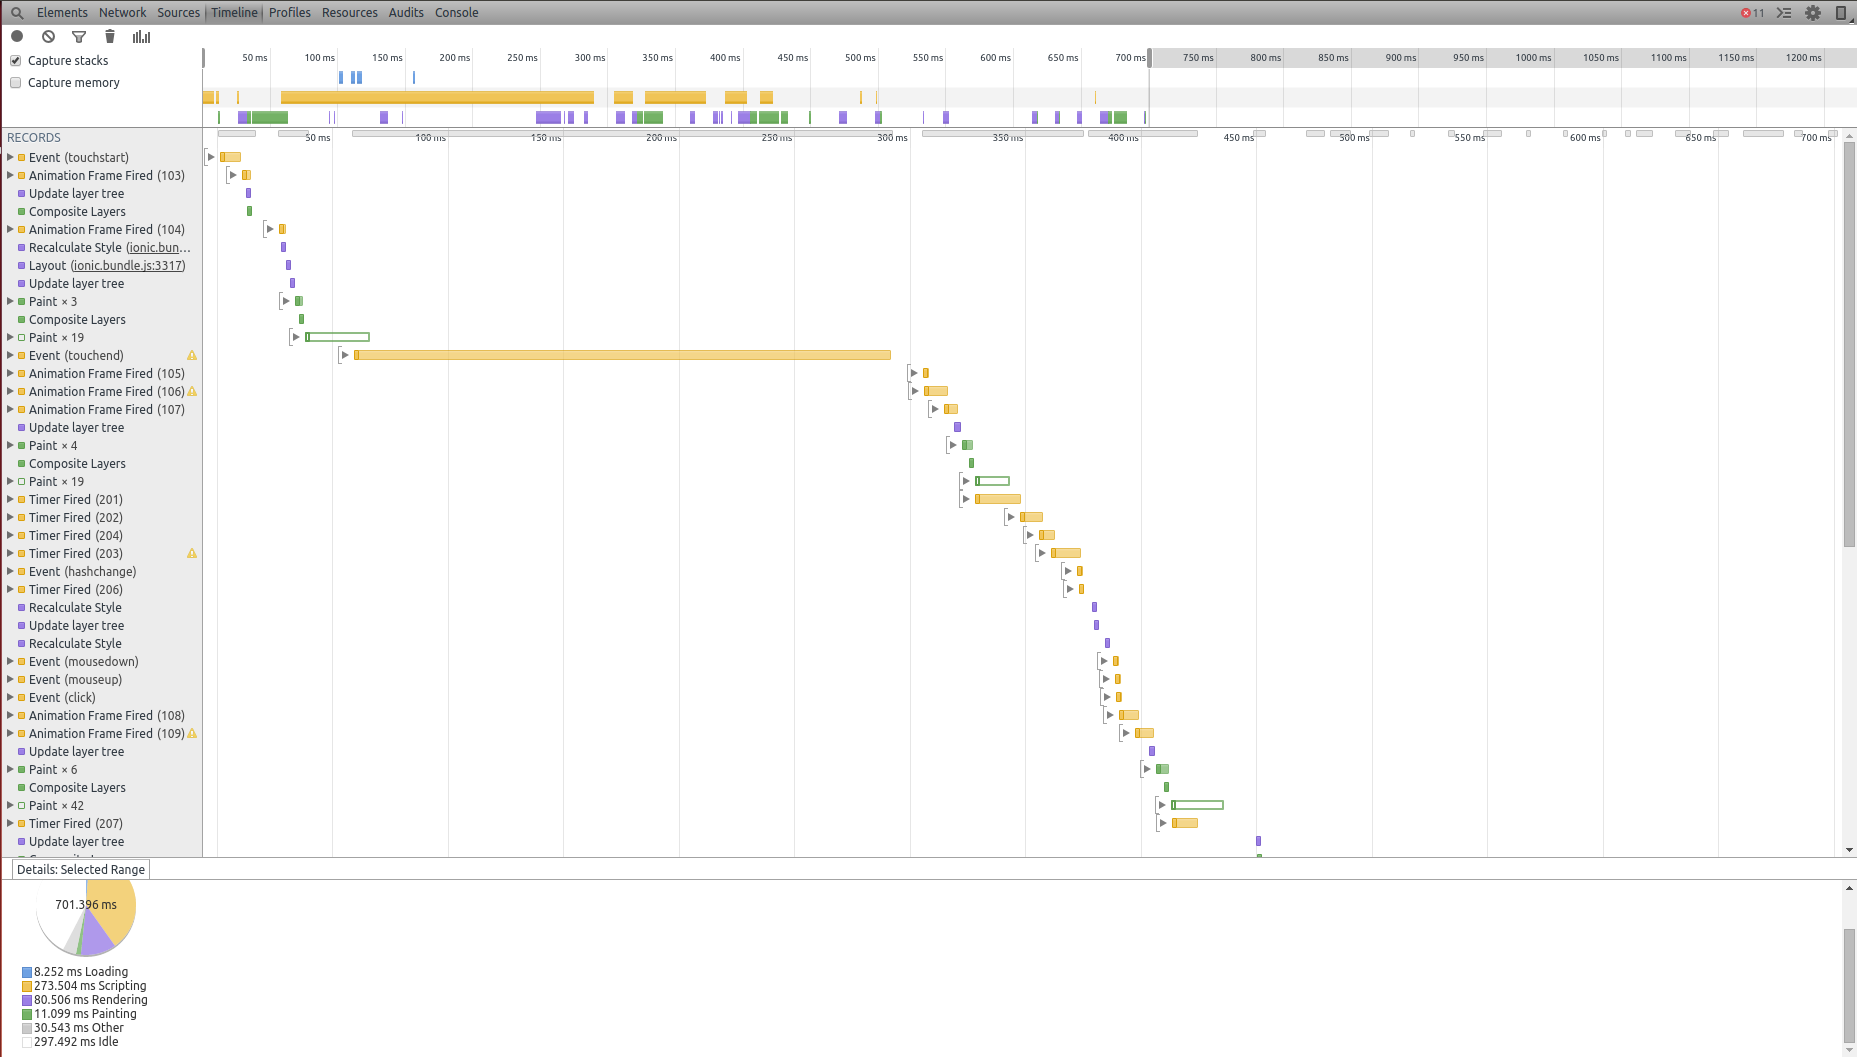 Elements Network Sources Timeline Profiles Resources Audits Console 11
Capture stacks
Capture memory
50 ms 100 ms 150 ms 200 ms 250 ms 300 ms 350 ms 400 ms 450 ms 500 ms 550 ms 600 ms 650 ms 700 ms 750 ms 800 ms 850 ms 900 ms 950 ms 1000 ms 1050 ms 1100 ms 1150 ms 1200 ms
RECORDS 50 ms 100 ms 150 ms 200 ms 250 ms 300 ms 350 ms 400 ms 450 ms 500 ms 550 ms 600 ms 650 ms 700 ms
Event (touchstart)
Animation Frame Fired (103)
Update layer tree
Composite Layers
Animation Frame Fired (104)
Recalculate Style (ionic.bun...
Layout (ionic.bundle.js:3317)
Update layer tree
Paint × 3
Composite Layers
Paint × 19
Event (touchend)
Animation Frame Fired (105)
Animation Frame Fired (106)
Animation Frame Fired (107)
Update layer tree
Paint × 4
Composite Layers
Paint × 19
Timer Fired (201)
Timer Fired (202)
Timer Fired (204)
Timer Fired (203)
Event (hashchange)
Timer Fired (206)
Recalculate Style
Update layer tree
Recalculate Style
Event (mousedown)
Event (mouseup)
Event (click)
Animation Frame Fired (108)
Animation Frame Fired (109)
Update layer tree
Paint × 6
Composite Layers
Paint × 42
Timer Fired (207)
Update layer tree
Details: Selected Range
701.396 ms
8.252 ms Loading
273.504 ms Scripting
80.506 ms Rendering
11.099 ms Painting
30.543 ms Other
297.492 ms Idle